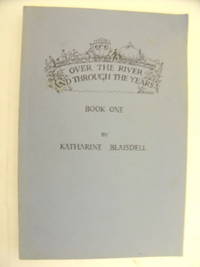 OVER THE RIVER
AND THROUGH THE YEARS
BOOK ONE
BY
KATHARINE BLAISDELL